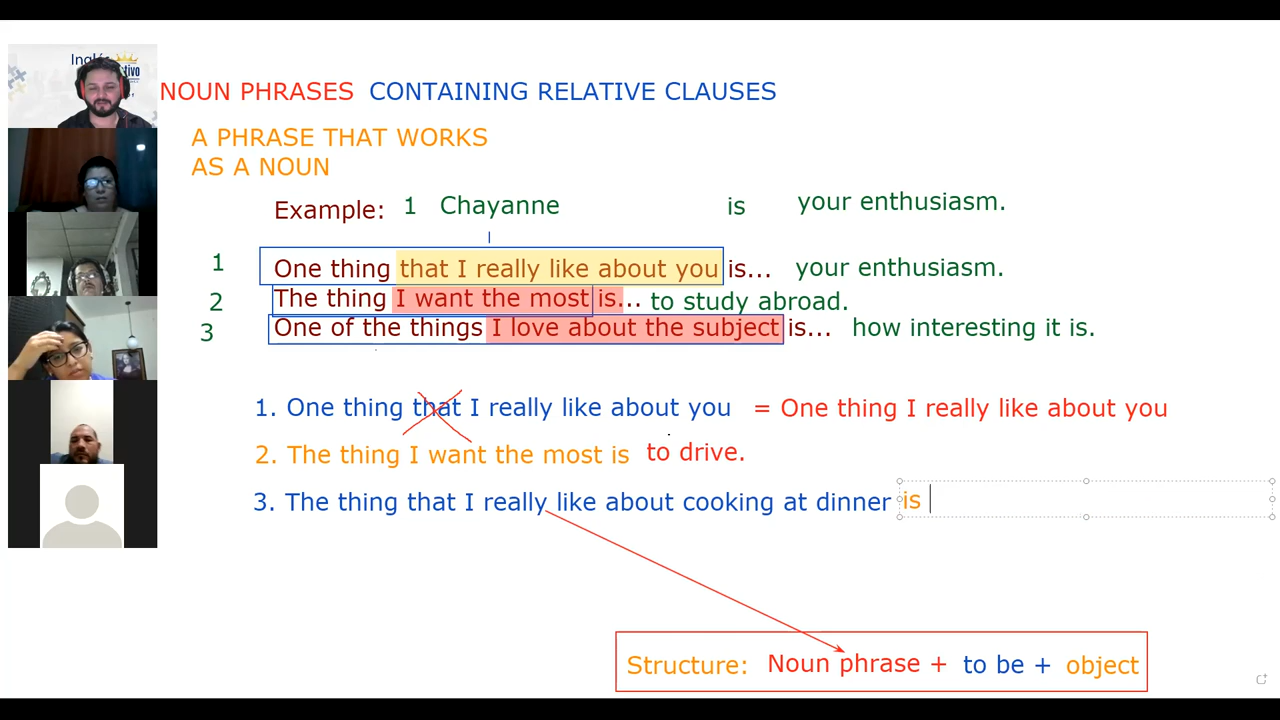 NOUN PHRASES CONTAINING RELATIVE CLAUSES
A PHRASE THAT WORKS
AS A NOUN
Example: 1 Chayanne is your enthusiasm.
1 One thing that I really like about you is... your enthusiasm.
2 The thing I want the most is... to study abroad.
3 One of the things I love about the subject is... how interesting it is.
1. One thing that I really like about you = One thing I really like about you
2. The thing I want the most is to drive.
3. The thing that I really like about cooking at dinner is
Structure: Noun phrase + to be + object